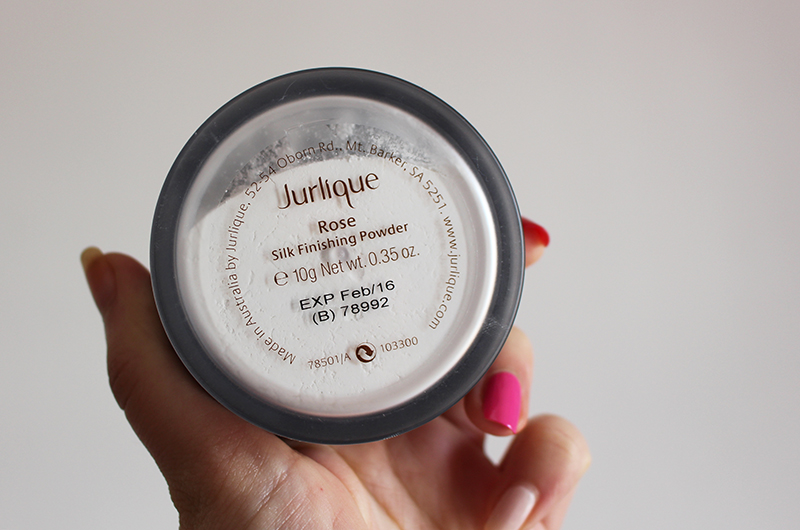 Made in Australia by Jurlique, 52-54 Oborn Rd., Mt. Barker, SA 5251. www.jurlique.com
Jurlique
Rose
Silk Finishing Powder
e 10g Net wt. 0.35 oz.
EXP Feb/16
(B) 78992
78501/A 103300